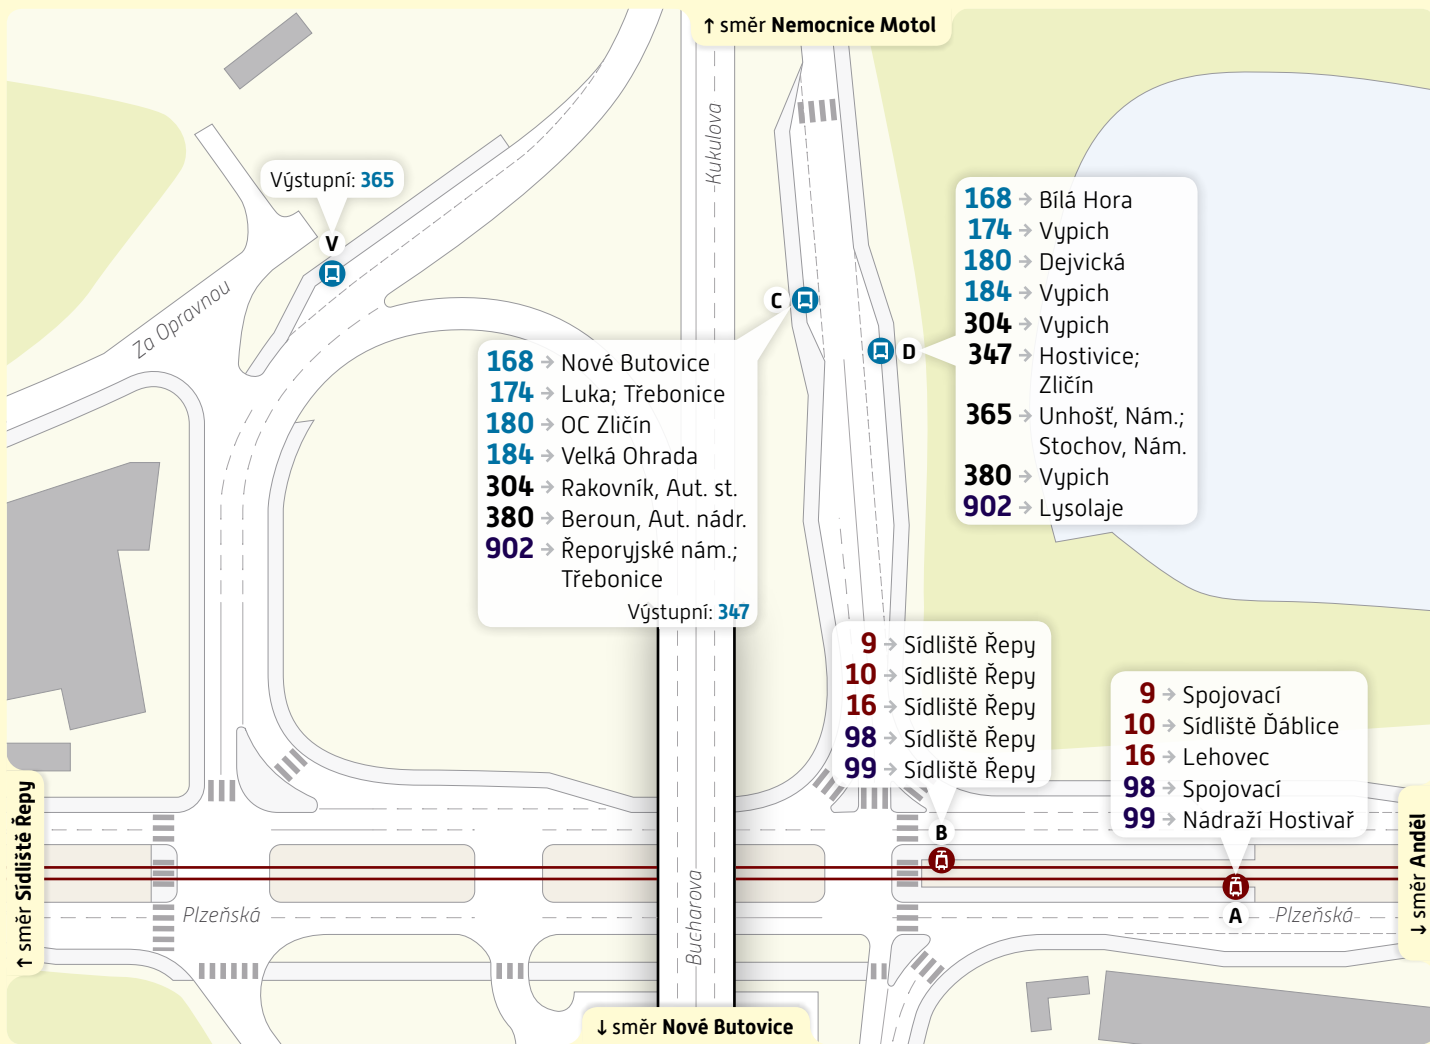 ↑ směr Nemocnice Motol
Kukulova
Výstupní: 365
V
Za Opravnou
C
168 → Nové Butovice
174 → Luka; Třebonice
180 → OC Zličín
184 → Velká Ohrada
304 → Rakovník, Aut. st.
380 → Beroun, Aut. nádr.
902 → Řeporyjské nám.;
Třebonice
Výstupní: 347
D
168 → Bílá Hora
174 → Vypich
180 → Dejvická
184 → Vypich
304 → Vypich
347 → Hostivice;
Zličín
365 → Unhošť, Nám.;
Stochov, Nám.
380 → Vypich
902 → Lysolaje
9 → Sídliště Řepy
10 → Sídliště Řepy
16 → Sídliště Řepy
98 → Sídliště Řepy
99 → Sídliště Řepy
B
9 → Spojovací
10 → Sídliště Ďáblice
16 → Lehovec
98 → Spojovací
99 → Nádraží Hostivař
A
↑ směr Sídliště Řepy
Plzeňská
Bucharova
Plzeňská
↓ směr Anděl
↓ směr Nové Butovice